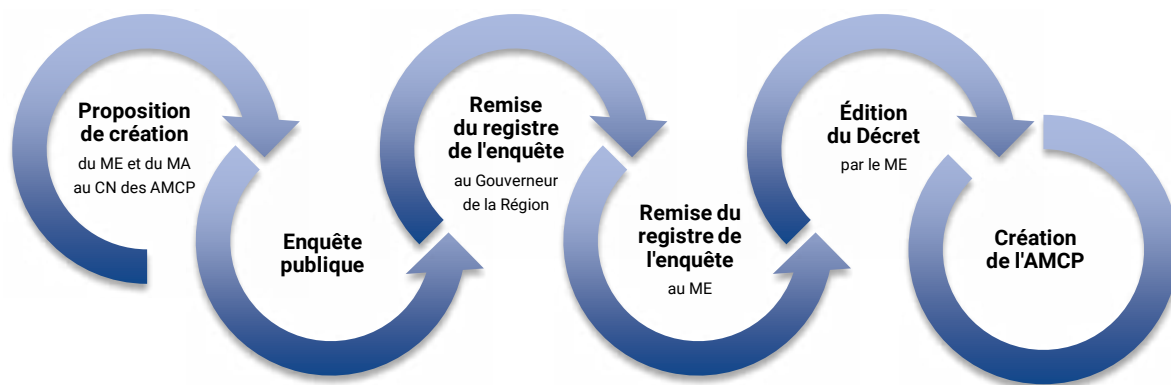 Proposition
de création
du ME et du MA
au CN des AMCP
Enquête
publique
Remise
du registre
de l'enquête
au Gouverneur
de la Région
Remise du
registre de
l'enquête
au ME
Édition
du Décret
par le ME
Création
de l'AMCP